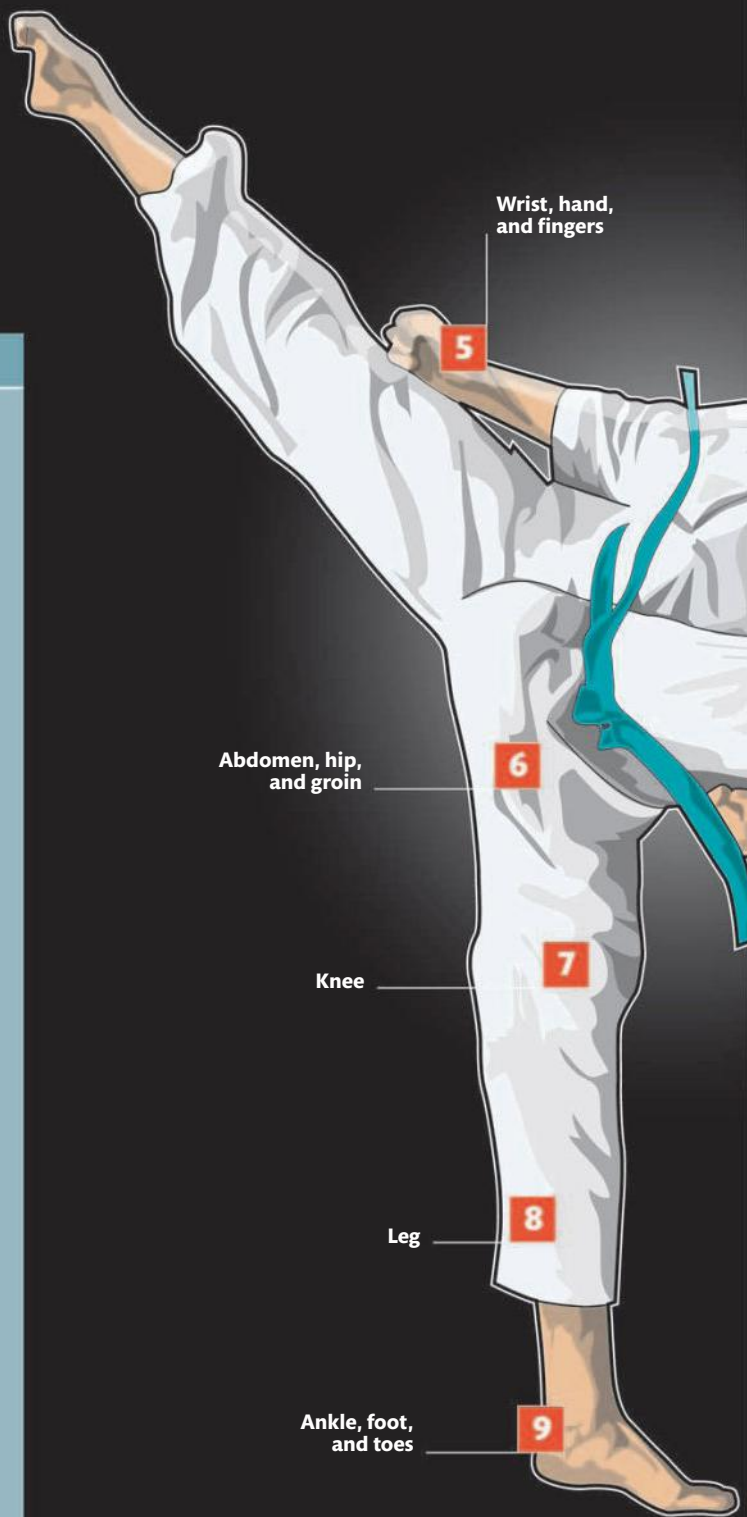 Wrist, hand,
and fingers
5
Abdomen, hip,
and groin
6
Knee
7
Leg
8
Ankle, foot,
and toes
9